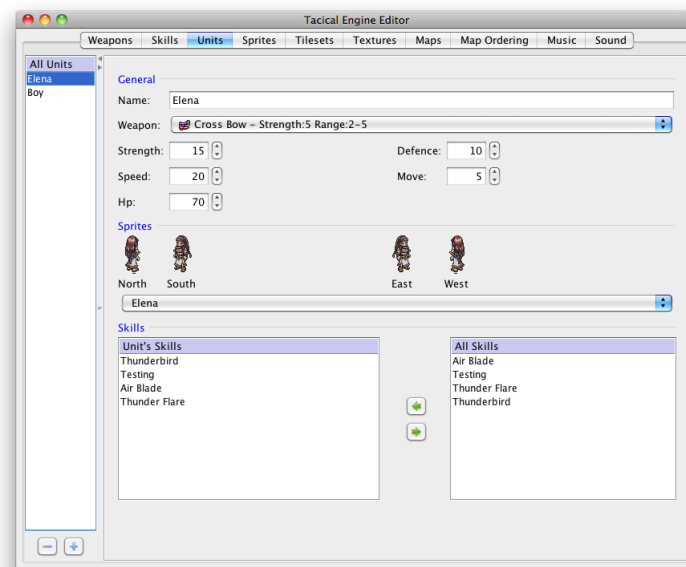 Tacical Engine Editor
Weapons Skills Units Sprites Tilesets Textures Maps Map Ordering Music Sound
All Units
Elena
Boy
General
Name: Elena
Weapon: Cross Bow - Strength:5 Range:2-5
Strength: 15 Defence: 10
Speed: 20 Move: 5
Hp: 70
Sprites
North South East West
Elena
Skills
Unit's Skills
Thunderbird
Testing
Air Blade
Thunder Flare
All Skills
Air Blade
Testing
Thunder Flare
Thunderbird